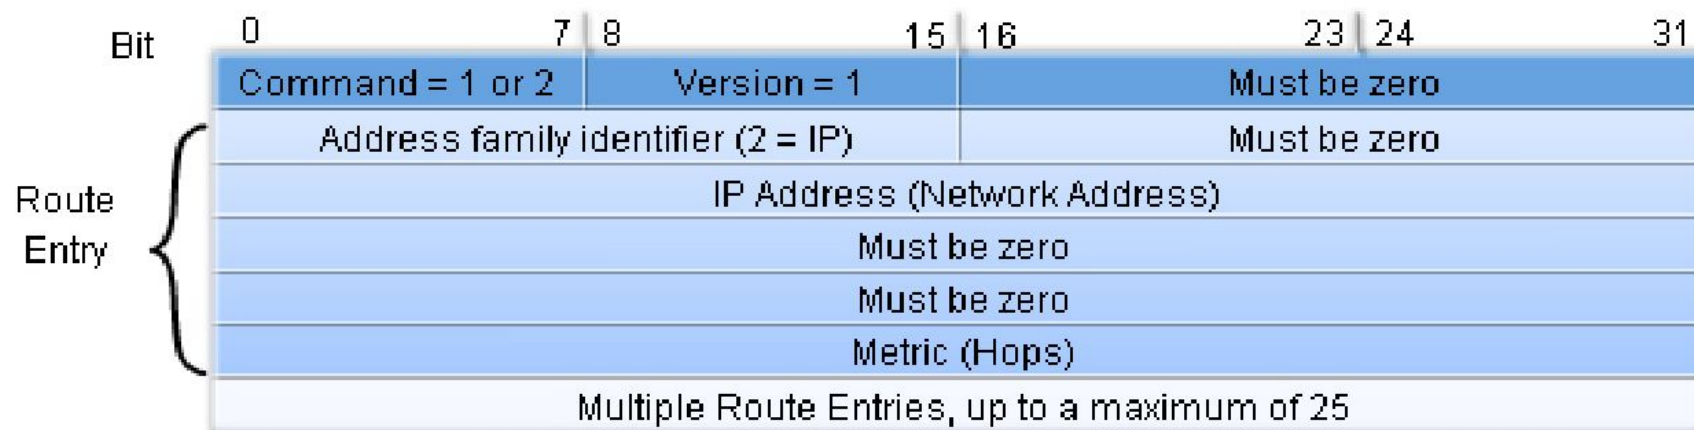 Bit 0 7 8 15 16 23 24 31
Command = 1 or 2 Version = 1 Must be zero
Address family identifier (2 = IP) Must be zero
Route
Entry
IP Address (Network Address)
Must be zero
Must be zero
Metric (Hops)
Multiple Route Entries, up to a maximum of 25